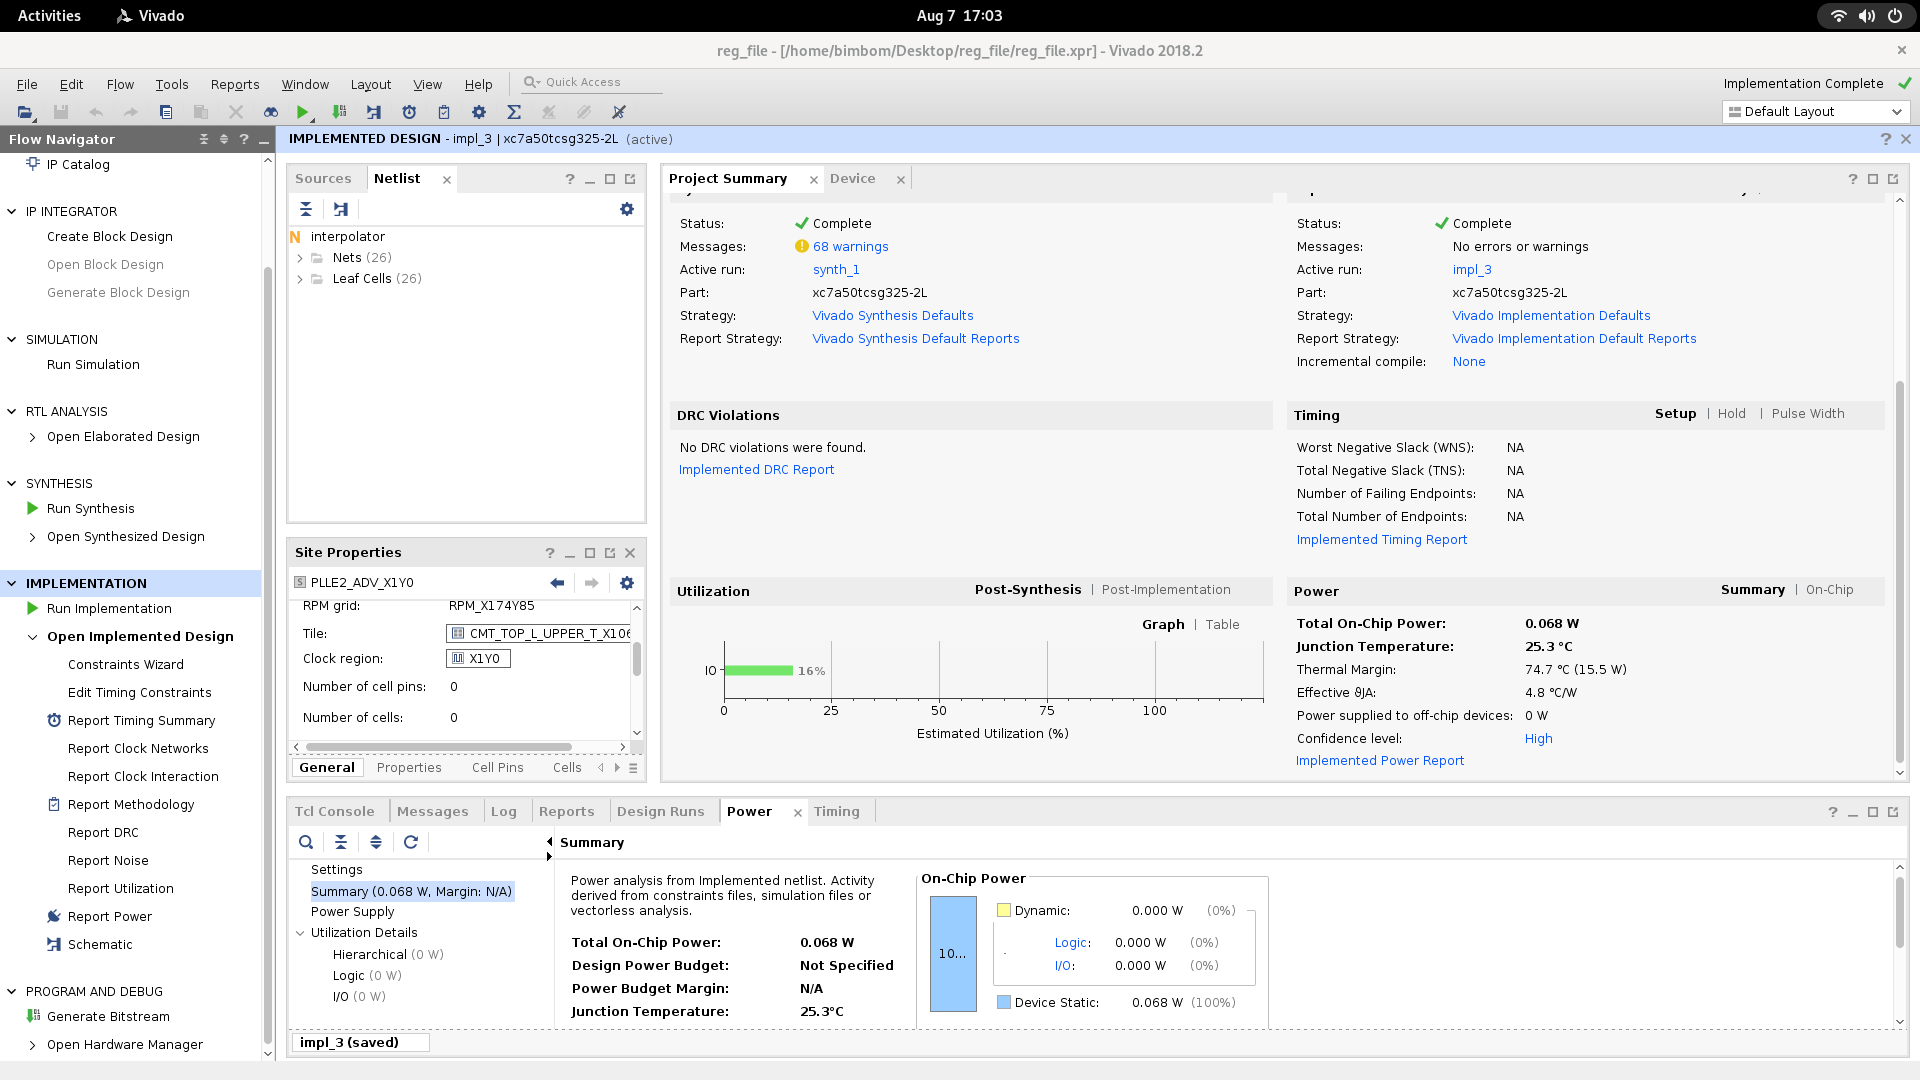 Activities Vivado Aug 7 17:03
reg_file - [/home/bimbom/Desktop/reg_file/reg_file.xpr] - Vivado 2018.2
File Edit Flow Tools Reports Window Layout View Help Quick Access Implementation Complete
Default Layout
Flow Navigator
IP Catalog
IP INTEGRATOR
Create Block Design
Open Block Design
Generate Block Design
SIMULATION
Run Simulation
RTL ANALYSIS
Open Elaborated Design
SYNTHESIS
Run Synthesis
Open Synthesized Design
IMPLEMENTATION
Run Implementation
Open Implemented Design
Constraints Wizard
Edit Timing Constraints
Report Timing Summary
Report Clock Networks
Report Clock Interaction
Report Methodology
Report DRC
Report Noise
Report Utilization
Report Power
Schematic
PROGRAM AND DEBUG
Generate Bitstream
Open Hardware Manager
IMPLEMENTED DESIGN - impl_3 | xc7a50tcsg325-2L (active)
Sources Netlist
N interpolator
Nets (26)
Leaf Cells (26)
Site Properties
S PLLE2_ADV_X1Y0
RPM grid: RPM_X174Y85
Tile: CMT_TOP_L_UPPER_T_X106
Clock region: X1Y0
Number of cell pins: 0
Number of cells: 0
General Properties Cell Pins Cells
Project Summary Device
Status: Complete
Messages: 68 warnings
Active run: synth_1
Part: xc7a50tcsg325-2L
Strategy: Vivado Synthesis Defaults
Report Strategy: Vivado Synthesis Default Reports
Status: Complete
Messages: No errors or warnings
Active run: impl_3
Part: xc7a50tcsg325-2L
Strategy: Vivado Implementation Defaults
Report Strategy: Vivado Implementation Default Reports
Incremental compile: None
DRC Violations
No DRC violations were found.
Implemented DRC Report
Timing Setup | Hold | Pulse Width
Worst Negative Slack (WNS): NA
Total Negative Slack (TNS): NA
Number of Failing Endpoints: NA
Total Number of Endpoints: NA
Implemented Timing Report
Utilization Post-Synthesis | Post-Implementation
Graph | Table
IO 16%
0 25 50 75 100
Estimated Utilization (%)
Power Summary | On-Chip
Total On-Chip Power: 0.068 W
Junction Temperature: 25.3 °C
Thermal Margin: 74.7 °C (15.5 W)
Effective ϑJA: 4.8 °C/W
Power supplied to off-chip devices: 0 W
Confidence level: High
Implemented Power Report
Tcl Console Messages Log Reports Design Runs Power Timing
Summary
Settings
Summary (0.068 W, Margin: N/A)
Power Supply
Utilization Details
Hierarchical (0 W)
Logic (0 W)
I/O (0 W)
Power analysis from Implemented netlist. Activity
derived from constraints files, simulation files or
vectorless analysis.
Total On-Chip Power: 0.068 W
Design Power Budget: Not Specified
Power Budget Margin: N/A
Junction Temperature: 25.3°C
On-Chip Power
10...
Dynamic: 0.000 W (0%)
Logic: 0.000 W (0%)
I/O: 0.000 W (0%)
Device Static: 0.068 W (100%)
impl_3 (saved)